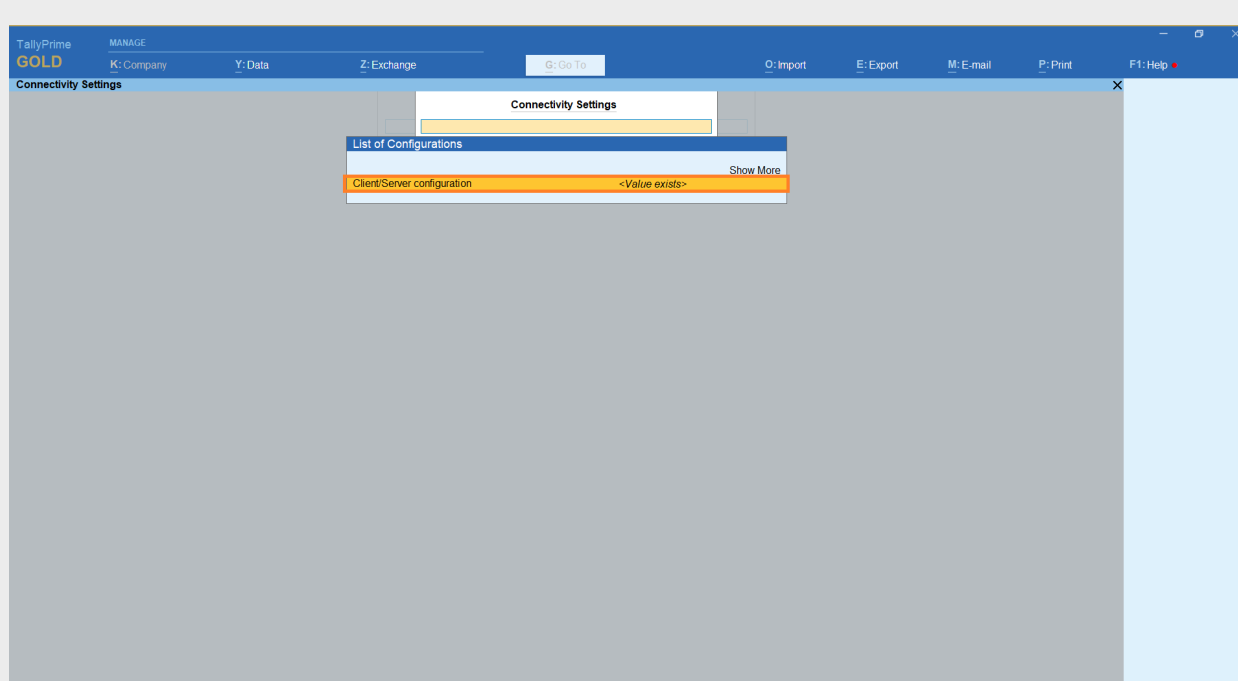 TallyPrime
MANAGE
GOLD
K: Company
Y: Data
Z: Exchange
G: Go To
O: Import
E: Export
M: E-mail
P: Print
F1: Help
Connectivity Settings
Connectivity Settings
List of Configurations
Show More
Client/Server configuration <Value exists>